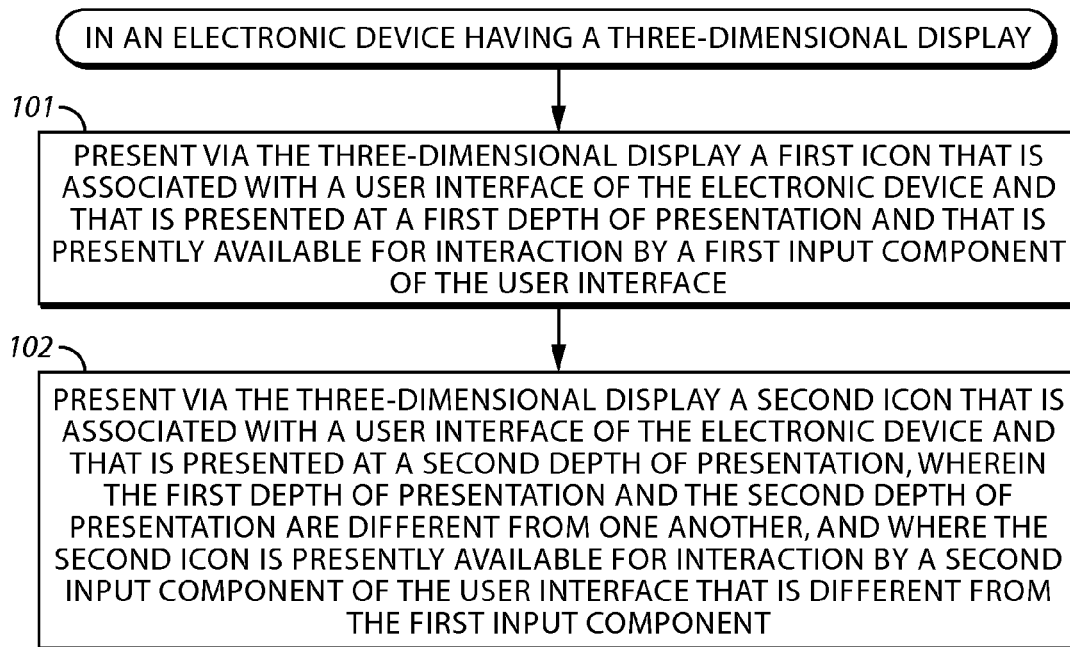 IN AN ELECTRONIC DEVICE HAVING A THREE-DIMENSIONAL DISPLAY
101
PRESENT VIA THE THREE-DIMENSIONAL DISPLAY A FIRST ICON THAT IS
ASSOCIATED WITH A USER INTERFACE OF THE ELECTRONIC DEVICE AND
THAT IS PRESENTED AT A FIRST DEPTH OF PRESENTATION AND THAT IS
PRESENTLY AVAILABLE FOR INTERACTION BY A FIRST INPUT COMPONENT
OF THE USER INTERFACE
102
PRESENT VIA THE THREE-DIMENSIONAL DISPLAY A SECOND ICON THAT IS
ASSOCIATED WITH A USER INTERFACE OF THE ELECTRONIC DEVICE AND
THAT IS PRESENTED AT A SECOND DEPTH OF PRESENTATION, WHEREIN
THE FIRST DEPTH OF PRESENTATION AND THE SECOND DEPTH OF
PRESENTATION ARE DIFFERENT FROM ONE ANOTHER, AND WHERE THE
SECOND ICON IS PRESENTLY AVAILABLE FOR INTERACTION BY A SECOND
INPUT COMPONENT OF THE USER INTERFACE THAT IS DIFFERENT FROM
THE FIRST INPUT COMPONENT